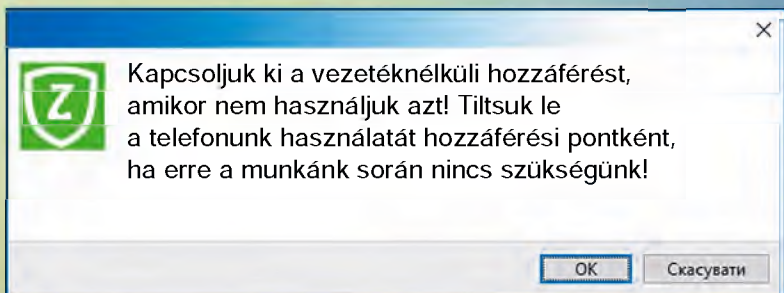 Z
Kapcsoljuk ki a vezetéknélküli hozzáférést,
amikor nem használjuk azt! Tiltsuk le
a telefonunk használatát hozzáférési pontként,
ha erre a munkánk során nincs szükségünk!
OK
Скасувати